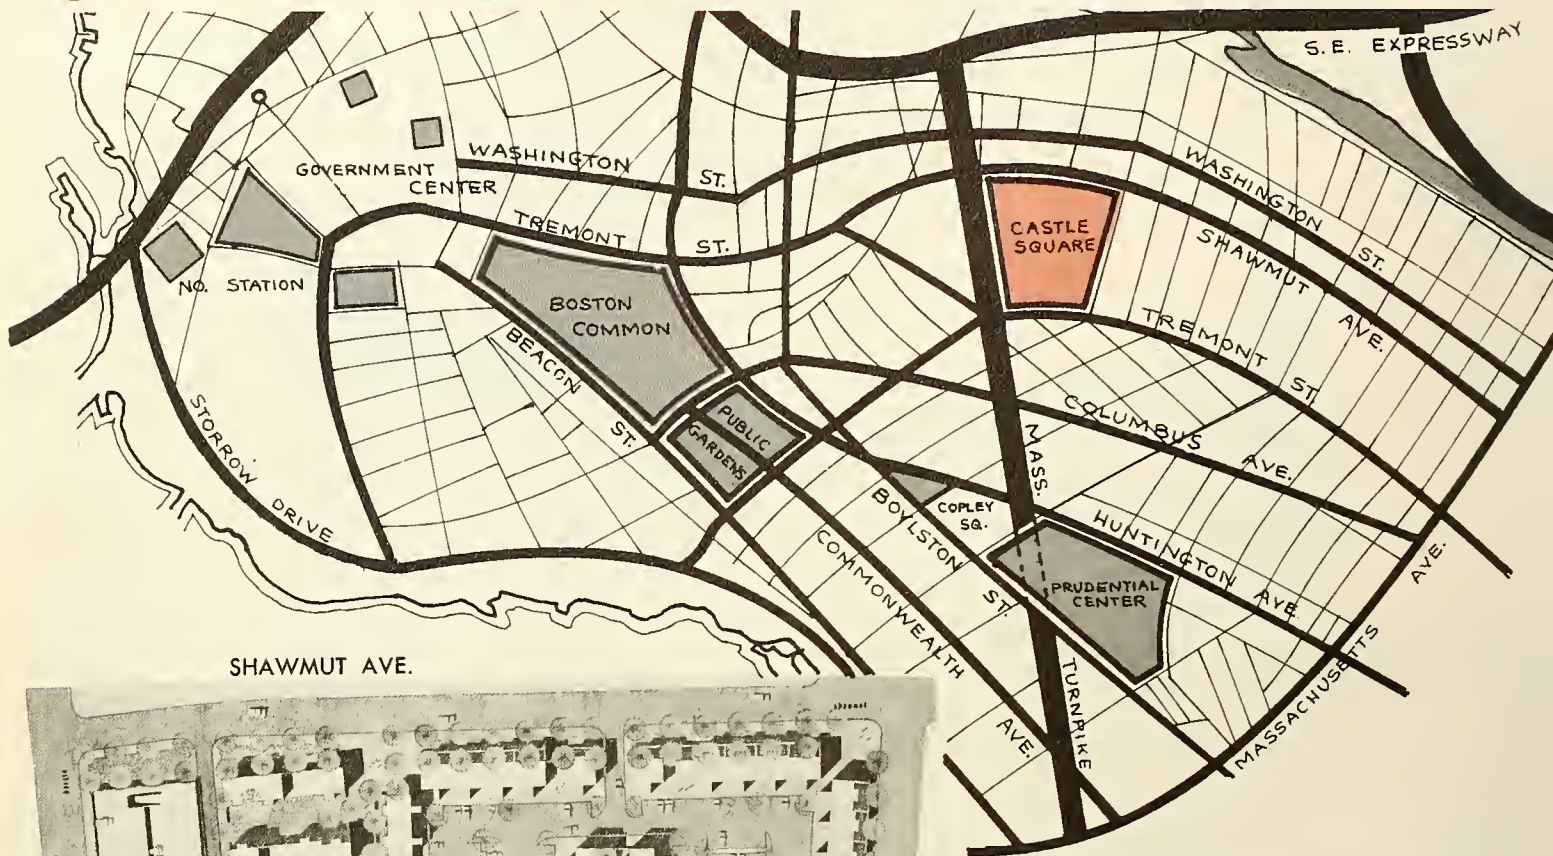 S.E. EXPRESSWAY
WASHINGTON ST.
GOVERNMENT
CENTER
WASHINGTON ST.
TREMONT ST.
CASTLE
SQUARE
SHAWMUT AVE.
NO. STATION
BOSTON
COMMON
BEACON ST.
TREMONT ST.
STORROW DRIVE
PUBLIC
GARDENS
COLUMBUS AVE.
MASS. TURNPIKE
BOYLSTON ST.
COPLEY
SQ.
HUNTINGTON AVE.
COMMONWEALTH AVE.
PRUDENTIAL
CENTER
MASSACHUSETTS AVE.
SHAWMUT AVE.